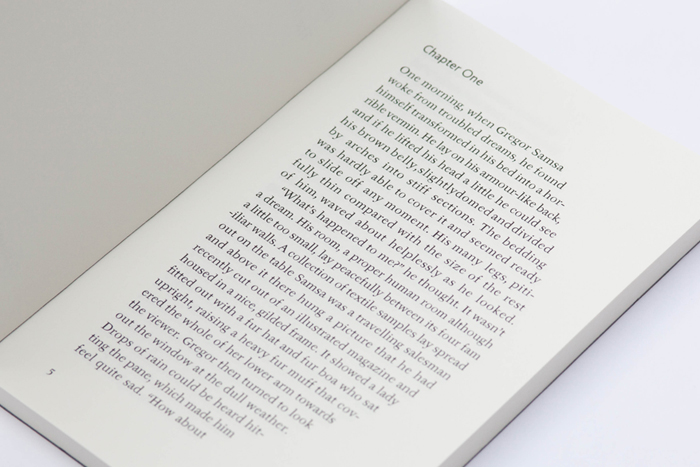 Chapter One
One morning, when Gregor Samsa
woke from troubled dreams, he found
himself transformed in his bed into a hor-
rible vermin. He lay on his armour-like back,
and if he lifted his head a little he could see
his brown belly, slightly domed and divided
by arches into stiff sections. The bedding
was hardly able to cover it and seemed ready
to slide off any moment. His many legs, piti-
fully thin compared with the size of the rest
of him, waved about helplessly as he looked.
“What's happened to me?” he thought. It wasn't
a dream. His room, a proper human room although
a little too small, lay peacefully between its four fam
-iliar walls. A collection of textile samples lay spread
out on the table Samsa was a travelling salesman
and above it there hung a picture that he had
recently cut out of an illustrated magazine and
housed in a nice, gilded frame. It showed a lady
fitted out with a fur hat and fur boa who sat
upright, raising a heavy fur muff that cov-
ered the whole of her lower arm towards
the viewer. Gregor then turned to look
out the window at the dull weather.
Drops of rain could be heard hit-
ting the pane, which made him
feel quite sad. “How about
5